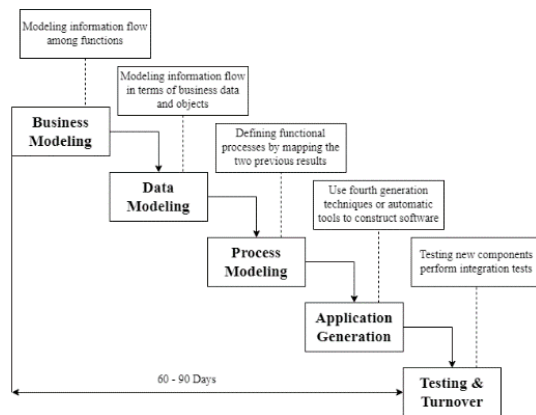 Modeling information flow
among functions
Business
Modeling
Modeling information flow
in terms of business data
and objects
Data
Modeling
Defining functional
processes by mapping the
two previous results
Process
Modeling
Use fourth generation
techniques or automatic
tools to construct software
Application
Generation
Testing new components
perform integration tests
Testing &
Turnover
60 - 90 Days